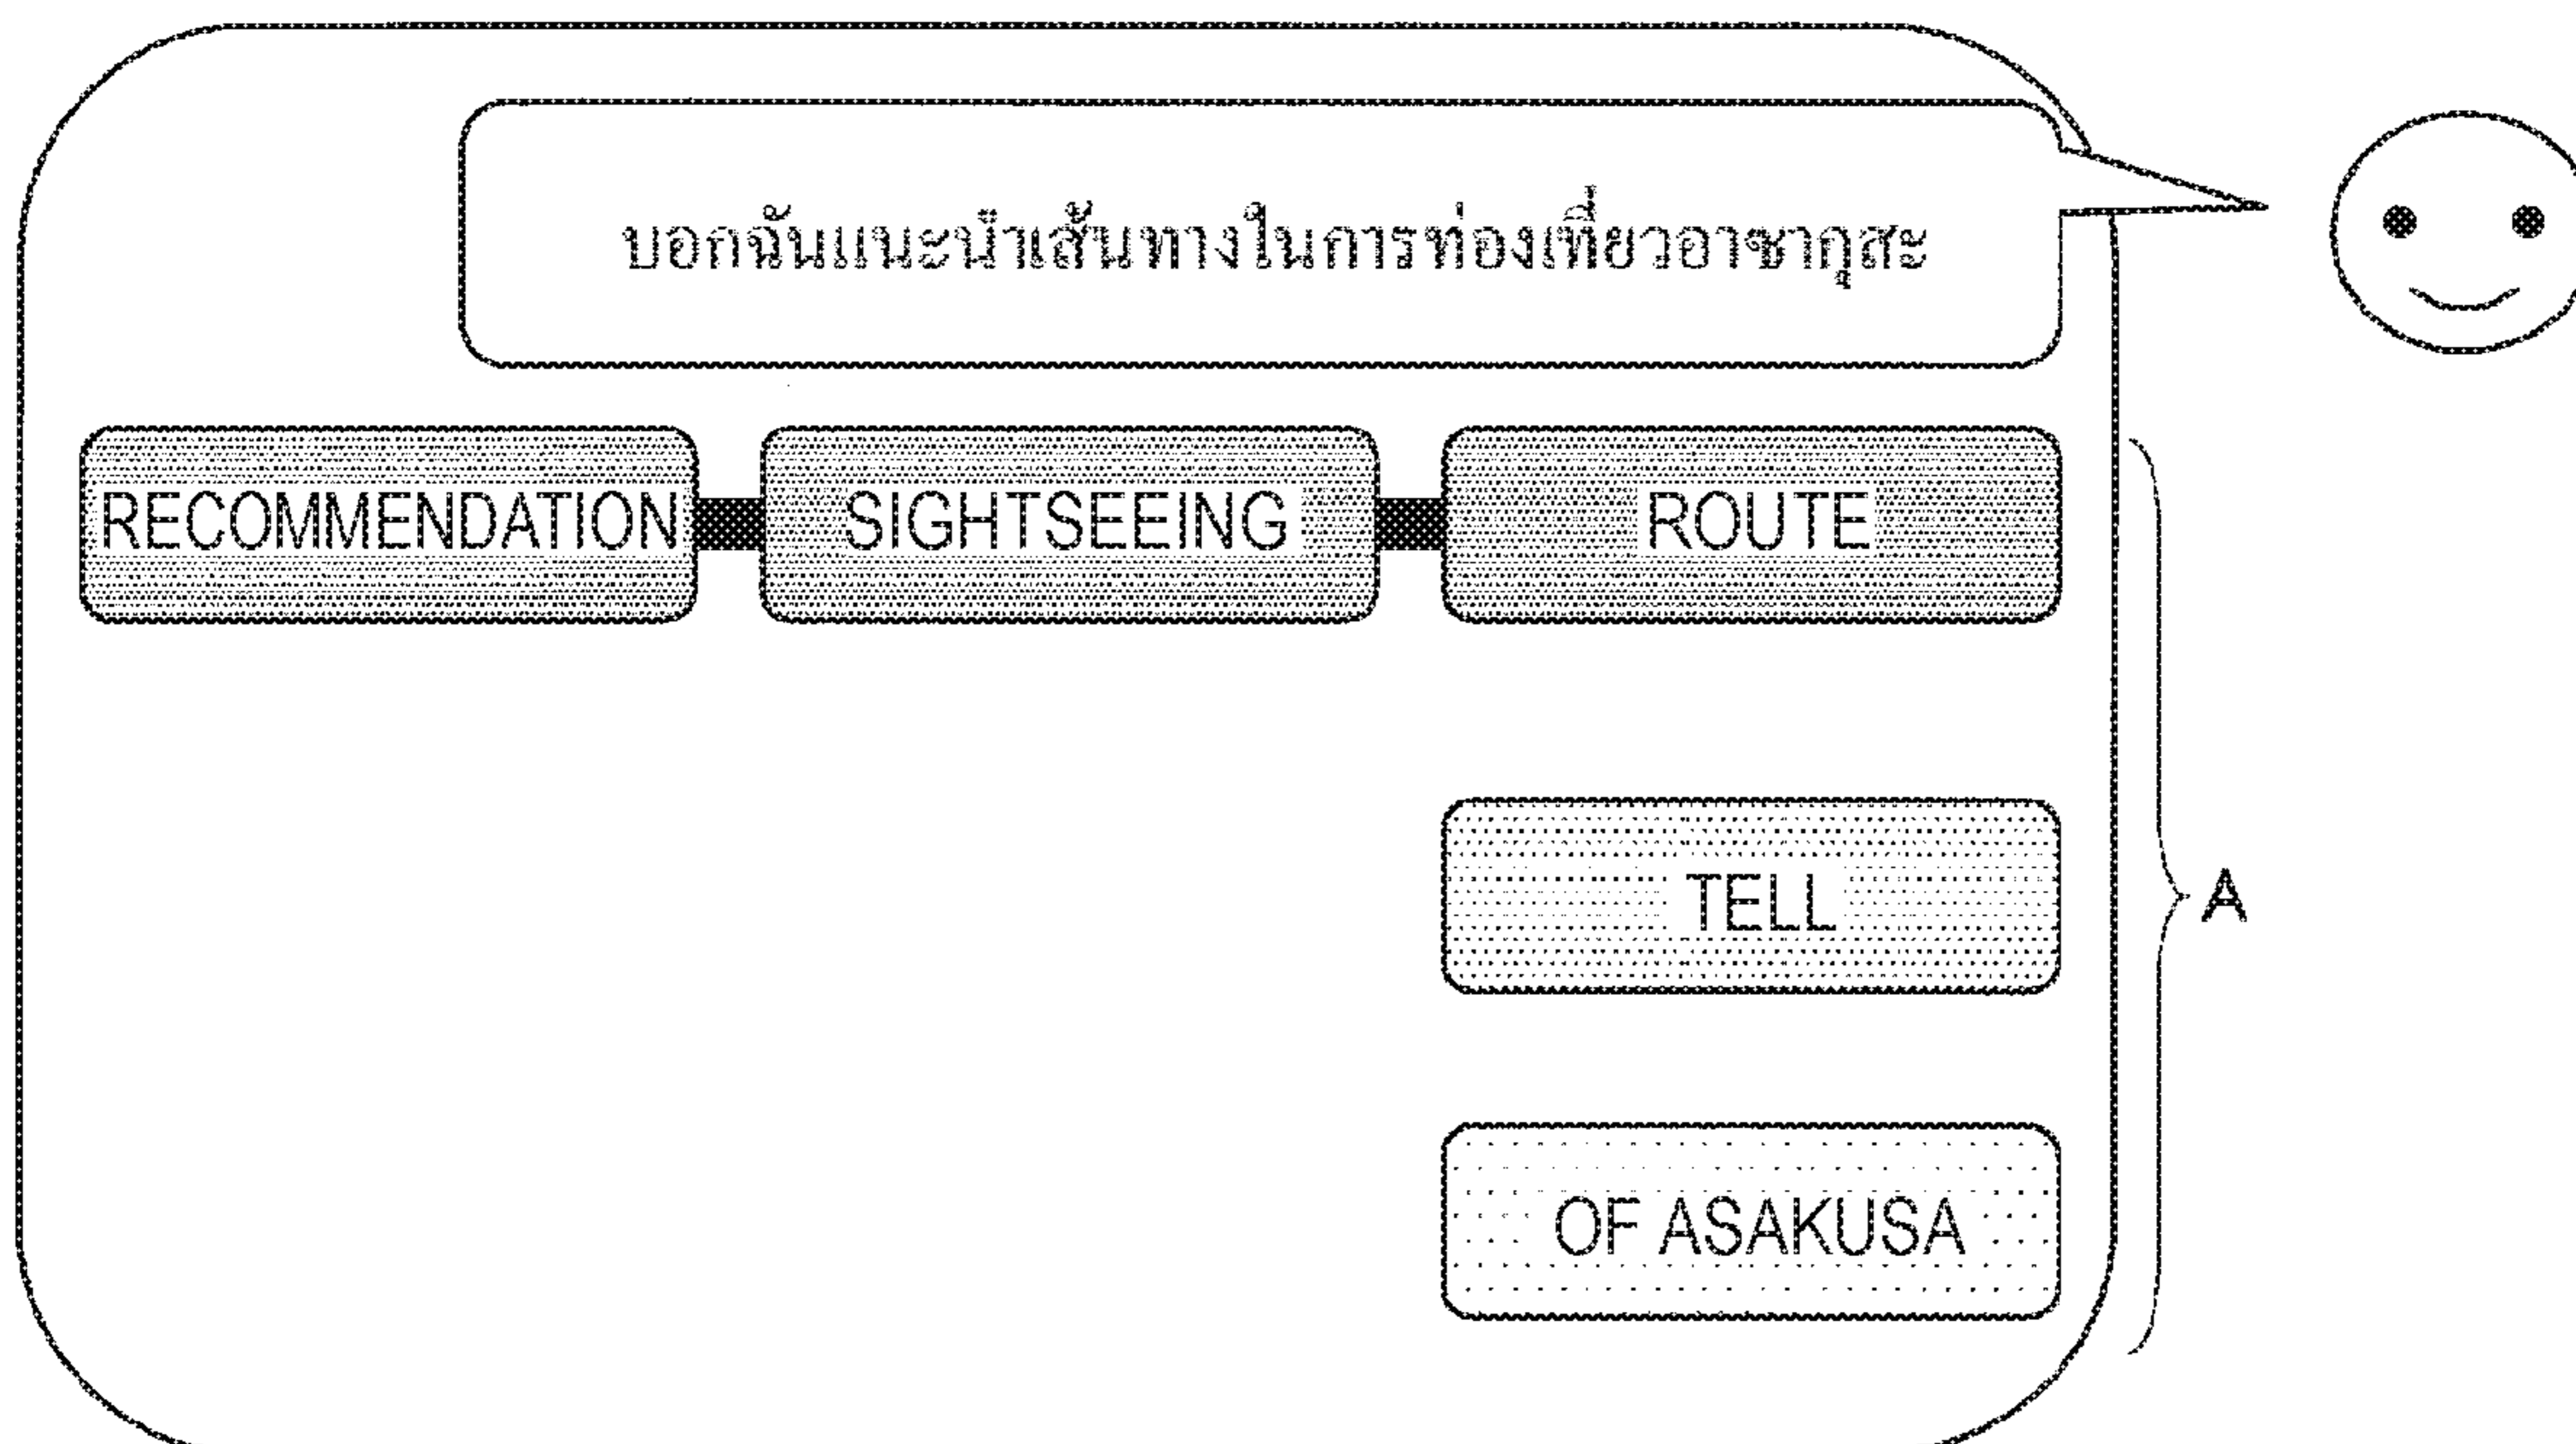 บอกฉันแนะนำเส้นทางในการท่องเที่ยวอาซากุสะ
RECOMMENDATION SIGHTSEEING ROUTE
TELL
A
OF ASAKUSA